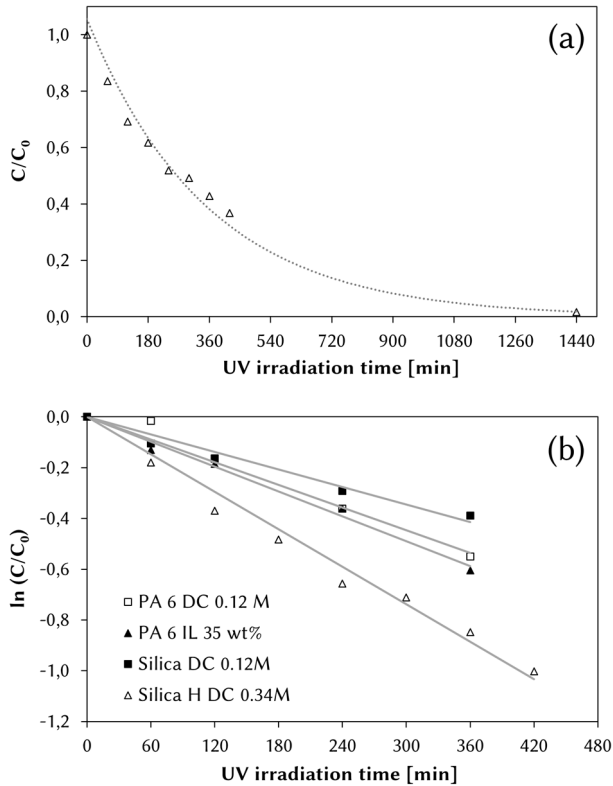 (a)
1,0
0,8
0,6
0,4
0,2
0,0
C/C0
0 180 360 540 720 900 1080 1260 1440
UV irradiation time [min]
(b)
0,0
-0,2
-0,4
-0,6
-0,8
-1,0
-1,2
ln (C/C0)
PA 6 DC 0.12 M
PA 6 IL 35 wt%
Silica DC 0.12M
Silica H DC 0.34M
0 60 120 180 240 300 360 420 480
UV irradiation time [min]